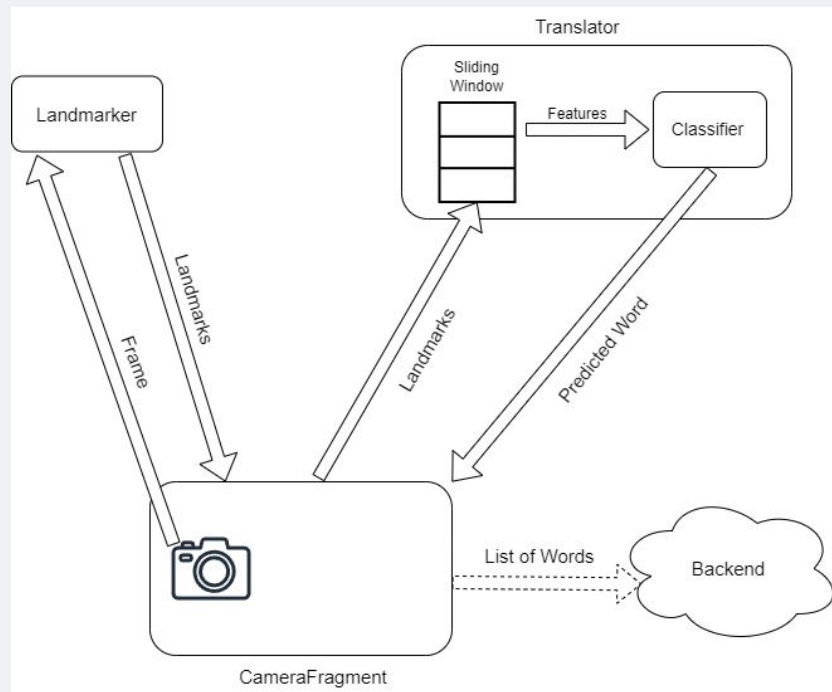 Translator
Sliding
Window
Features
Classifier
Landmarker
Landmarks
Frame
Landmarks
Predicted Word
List of Words
Backend
CameraFragment